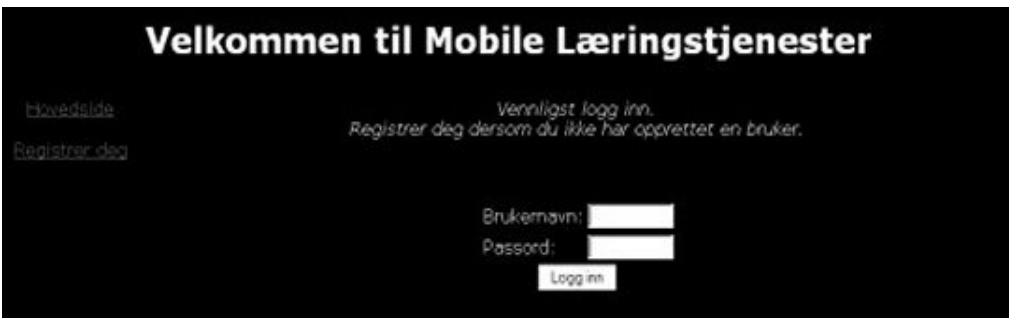 Velkommen til Mobile Læringstjenester
Hovedside
Vennligst logg inn.
Registrer deg dersom du ikke har opprettet en bruker.
Registrer deg
Brukernavn:
Passord:
Logg inn